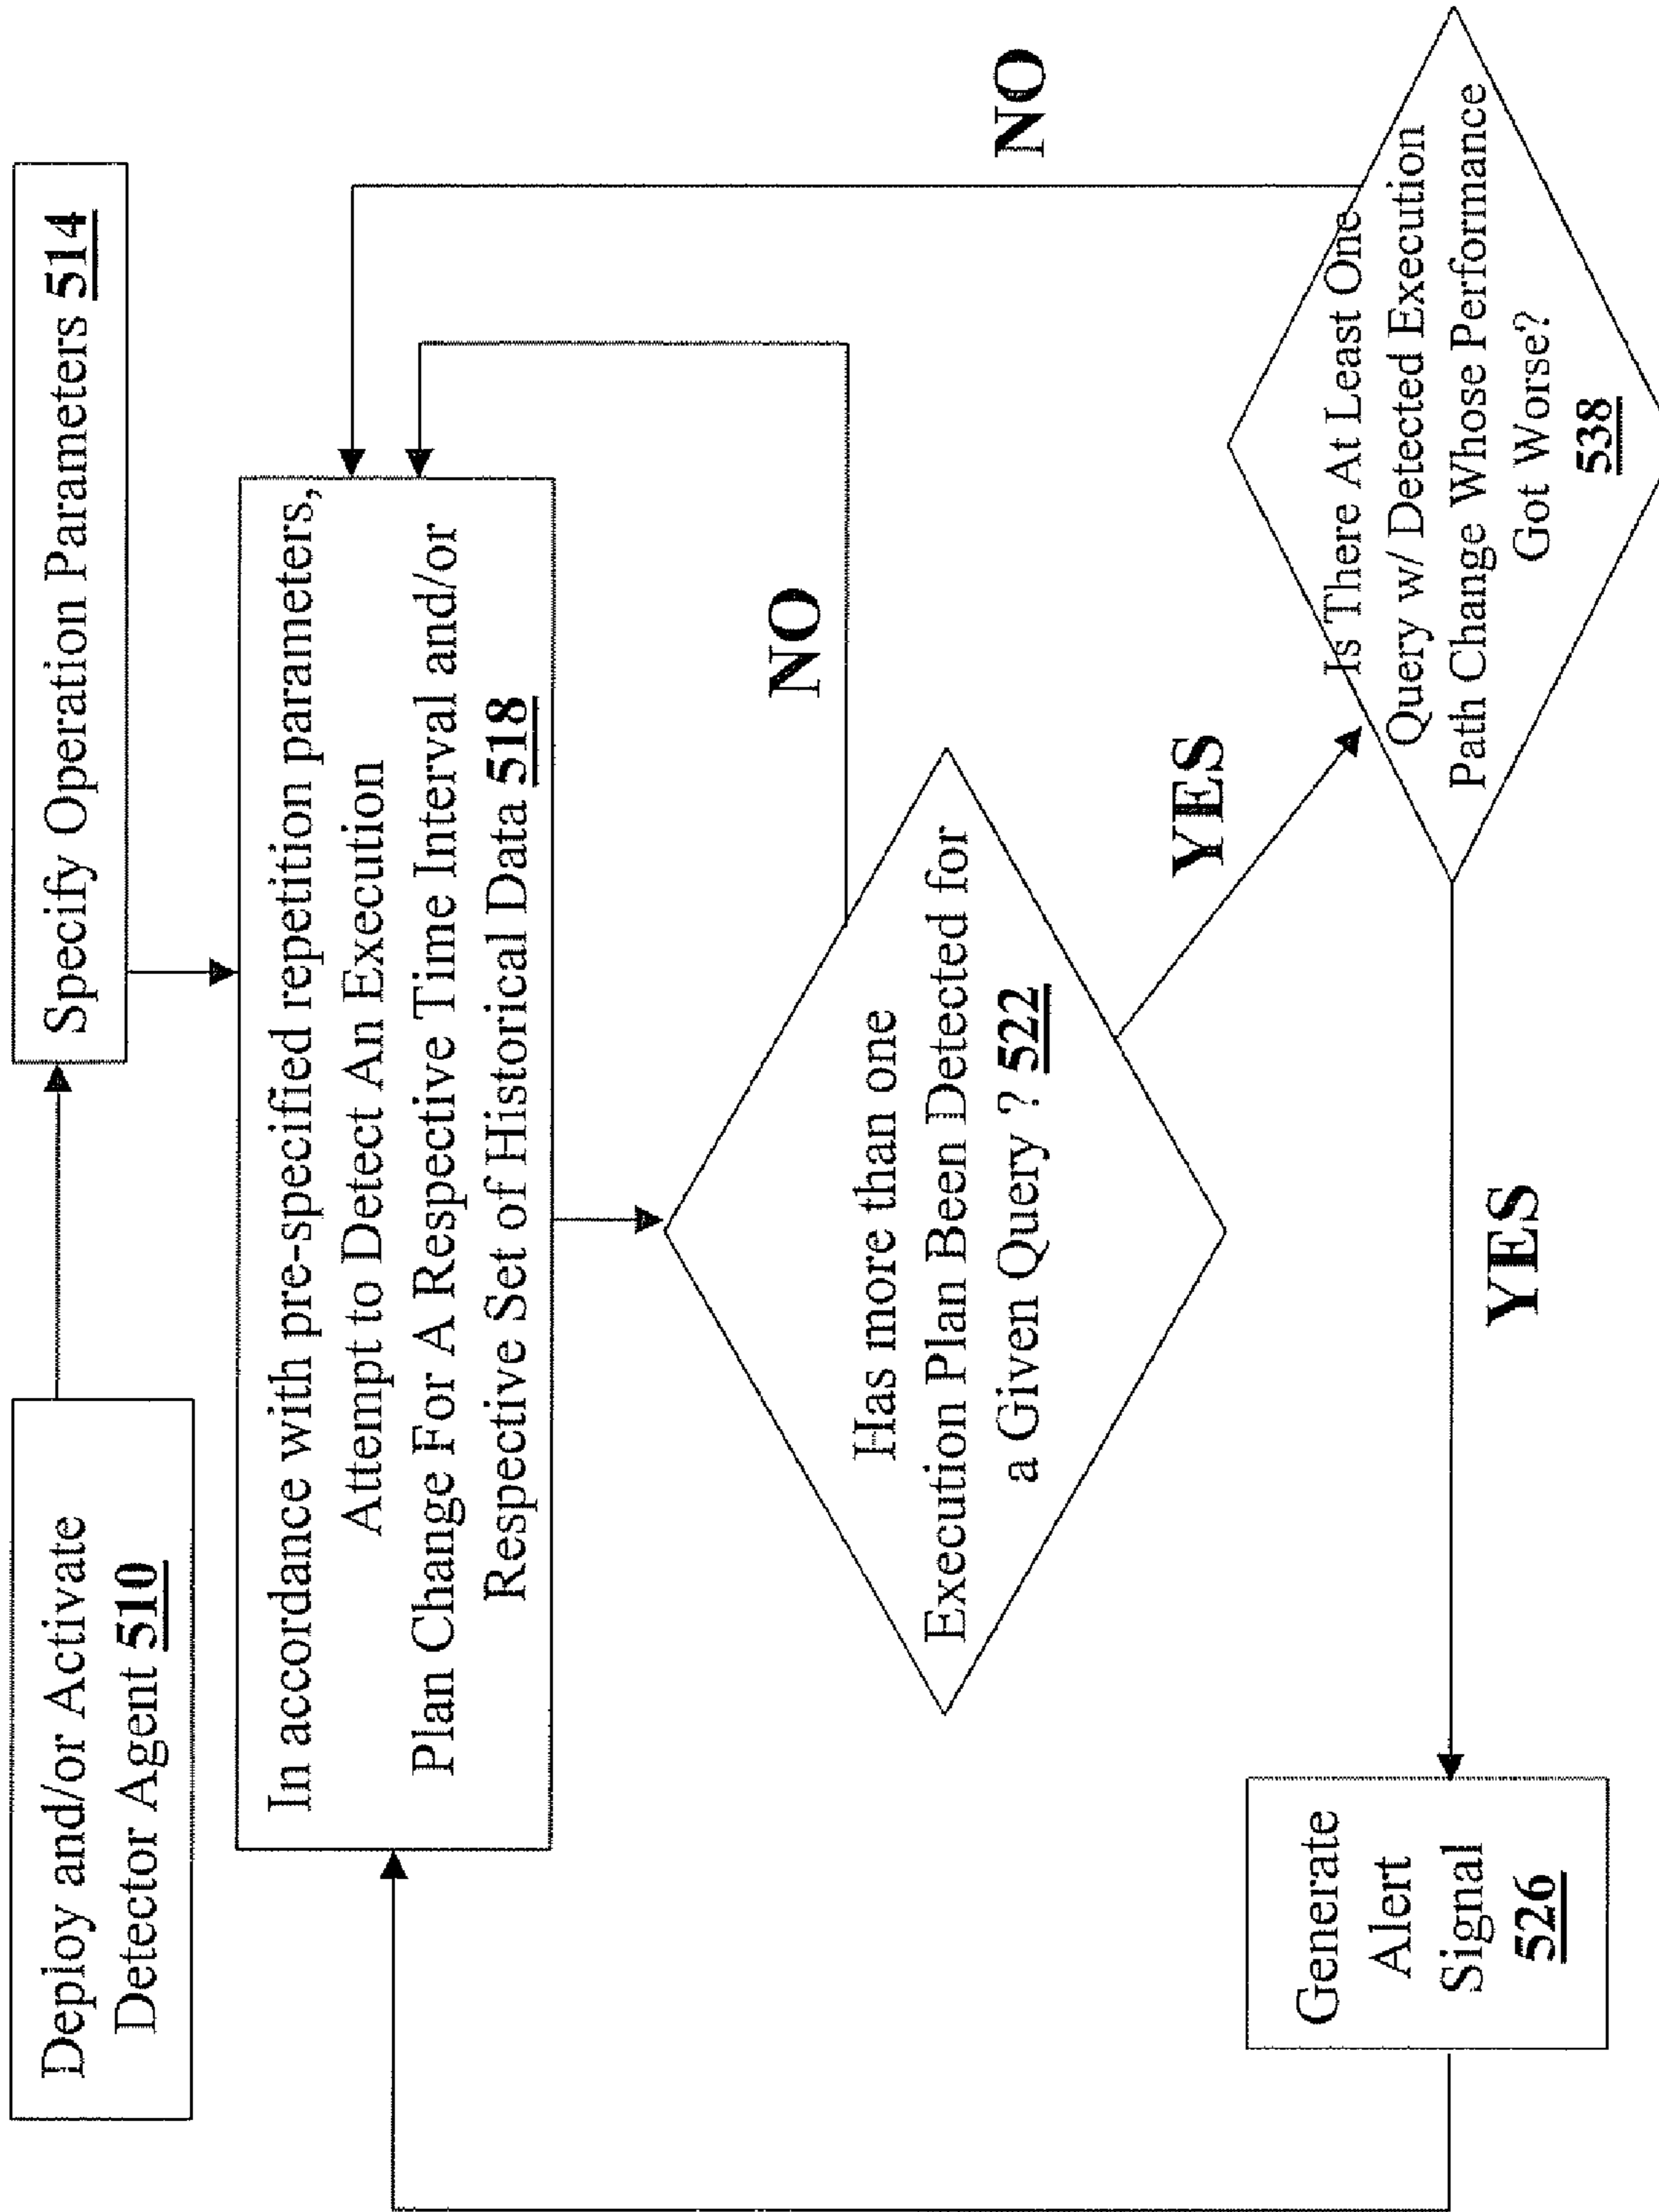 Deploy and/or Activate
Detector Agent 510
Specify Operation Parameters 514
In accordance with pre-specified repetition parameters,
Attempt to Detect An Execution
Plan Change For A Respective Time Interval and/or
Respective Set of Historical Data 518
Has more than one
Execution Plan Been Detected for
a Given Query ? 522
NO
YES
Is There At Least One
Query w/ Detected Execution
Path Change Whose Performance
Got Worse?
538
NO
YES
Generate
Alert
Signal
526